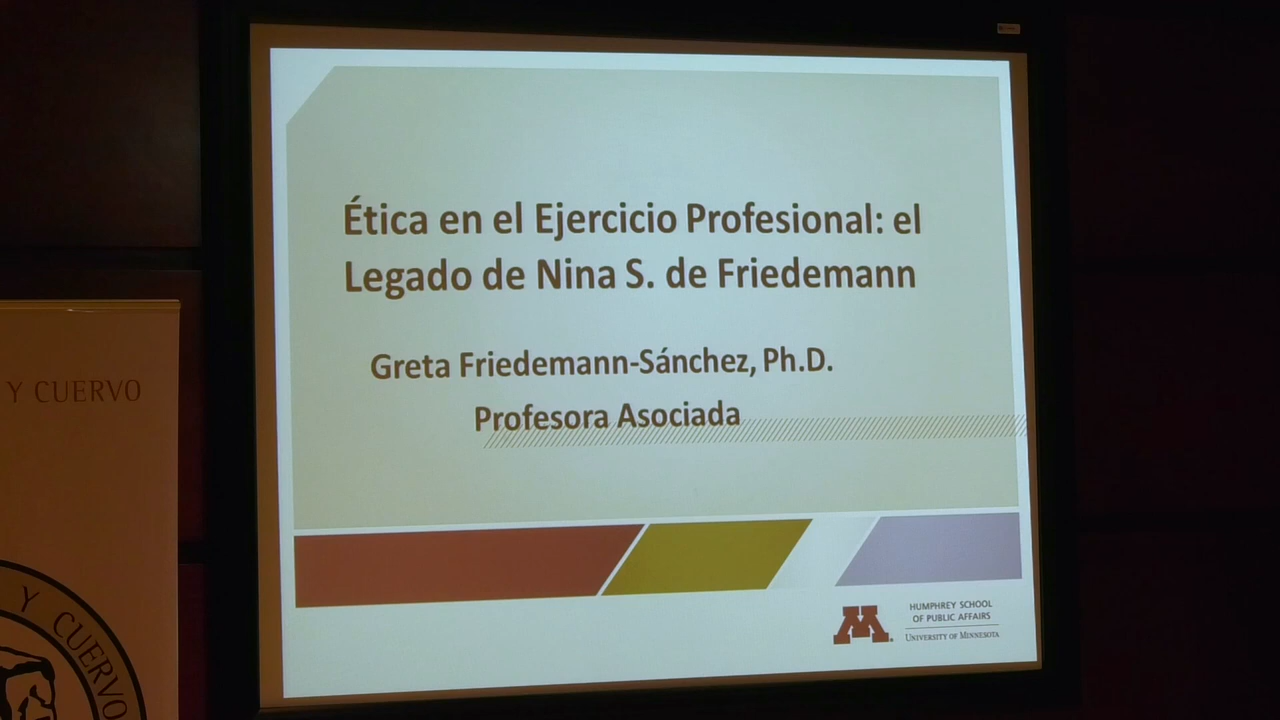 Ética en el Ejercicio Profesional: el
Legado de Nina S. de Friedemann
Greta Friedemann-Sánchez, Ph.D.
Profesora Asociada
M
HUMPHREY SCHOOL
OF PUBLIC AFFAIRS
UNIVERSITY OF MINNESOTA
Y CUERVO
Y CUERVO